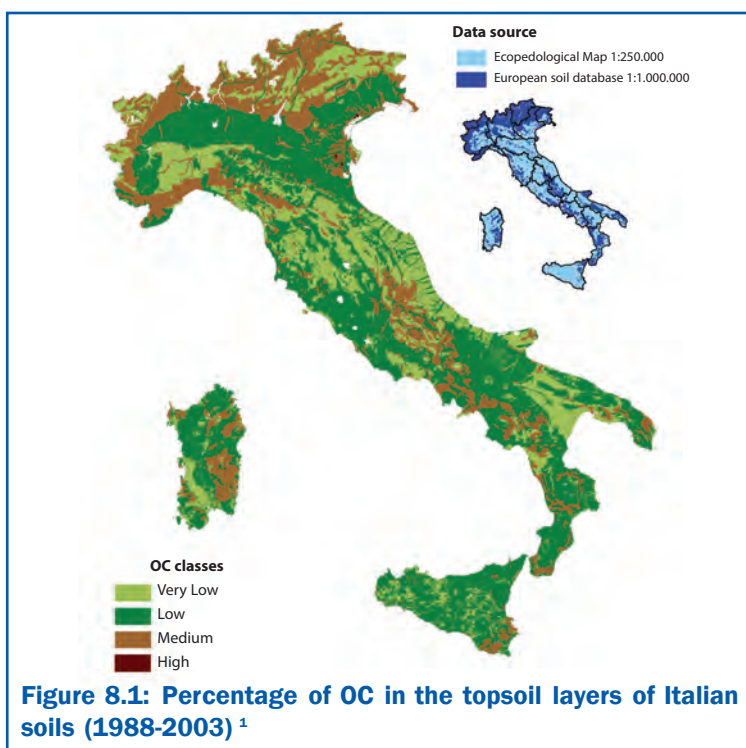 Data source
Ecopedological Map 1:250.000
European soil database 1:1.000.000
OC classes
Very Low
Low
Medium
High
Figure 8.1: Percentage of OC in the topsoil layers of Italian
soils (1988-2003) ¹